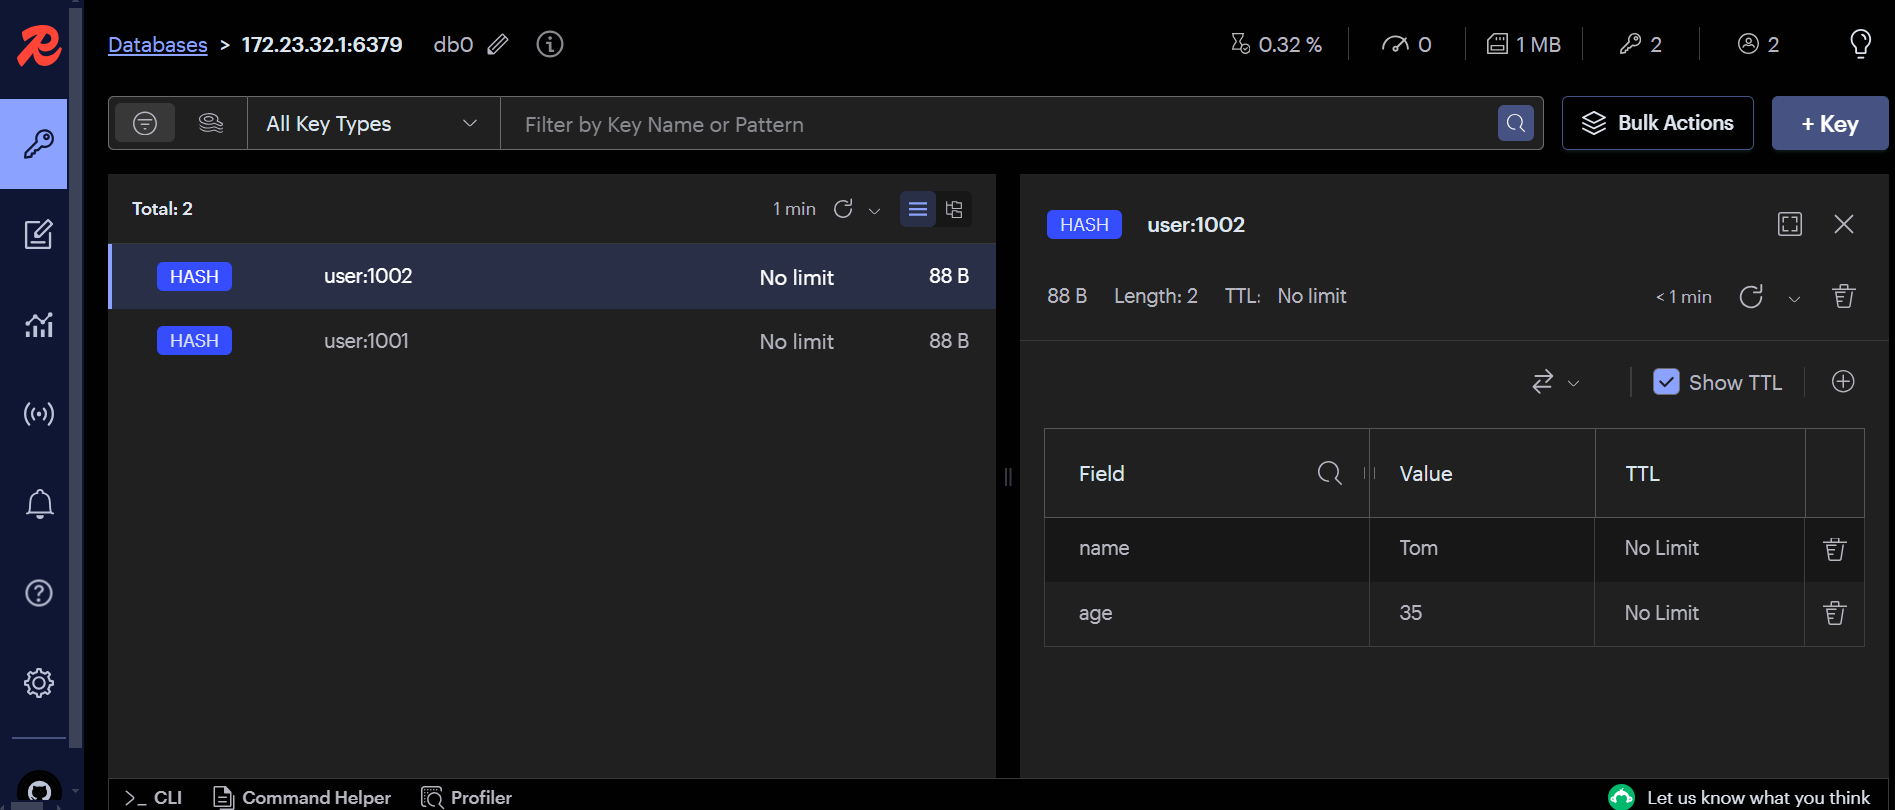 Databases > 172.23.32.1:6379 db0 0.32 % 0 1 MB 2 2
All Key Types Filter by Key Name or Pattern Bulk Actions + Key
Total: 2 1 min
HASH user:1002 No limit 88 B
HASH user:1001 No limit 88 B
HASH user:1002
88 B Length: 2 TTL: No limit < 1 min
Show TTL
Field Value TTL
name Tom No Limit
age 35 No Limit
>_ CLI Command Helper Profiler Let us know what you think